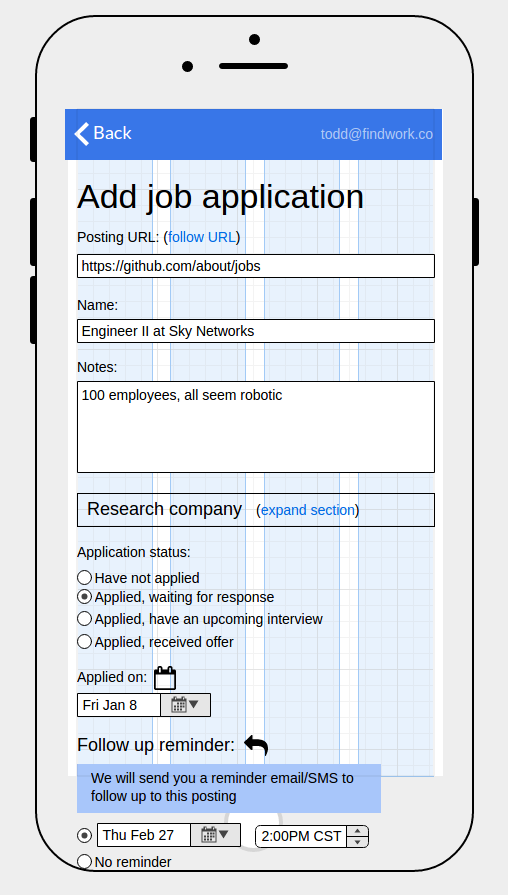 Back
todd@findwork.co
Add job application
Posting URL: (follow URL)
https://github.com/about/jobs
Name:
Engineer II at Sky Networks
Notes:
100 employees, all seem robotic
Research company (expand section)
Application status:
Have not applied
Applied, waiting for response
Applied, have an upcoming interview
Applied, received offer
Applied on:
Fri Jan 8
Follow up reminder:
We will send you a reminder email/SMS to
follow up to this posting
Thu Feb 27 2:00PM CST
No reminder